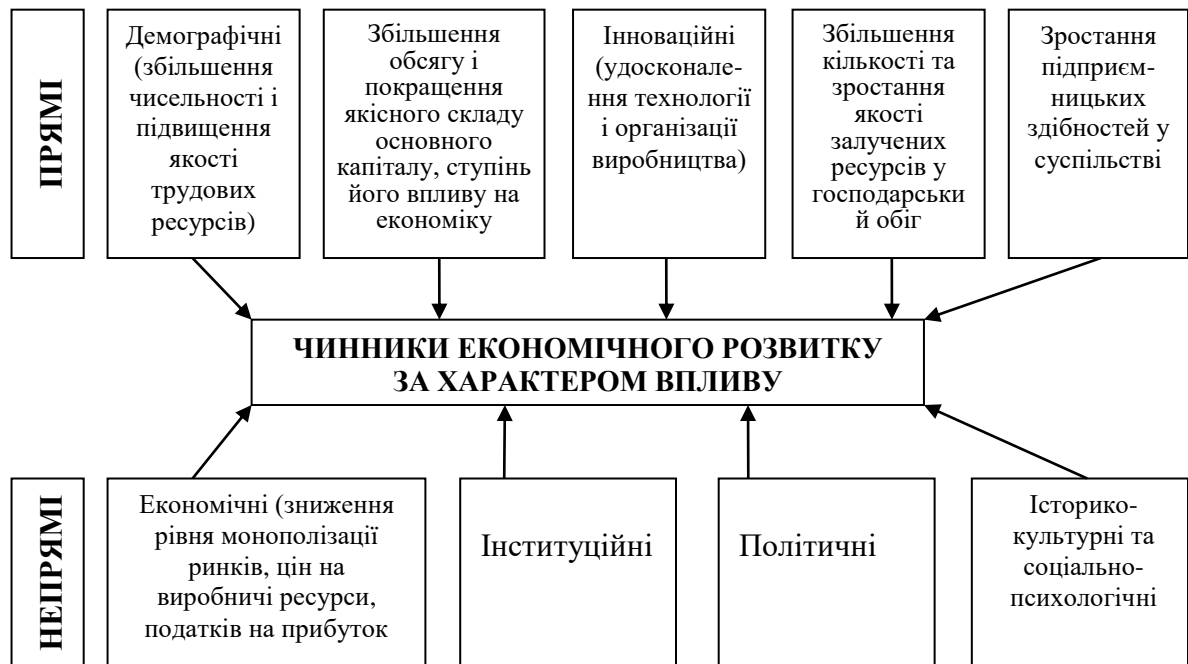 ПРЯМІ
Демографічні
(збільшення
чисельності і
підвищення
якості
трудових
ресурсів)
Збільшення
обсягу і
покращення
якісного складу
основного
капіталу, ступінь
його впливу на
економіку
Інноваційні
(удосконале-
ння технології
і організації
виробництва)
Збільшення
кількості та
зростання
якості
залучених
ресурсів у
господарськи
й обіг
Зростання
підприєм-
ницьких
здібностей у
суспільстві
ЧИННИКИ ЕКОНОМІЧНОГО РОЗВИТКУ
ЗА ХАРАКТЕРОМ ВПЛИВУ
НЕПРЯМІ
Економічні (зниження
рівня монополізації
ринків, цін на
виробничі ресурси,
податків на прибуток
Інституційні
Політичні
Історико-
культурні та
соціально-
психологічні